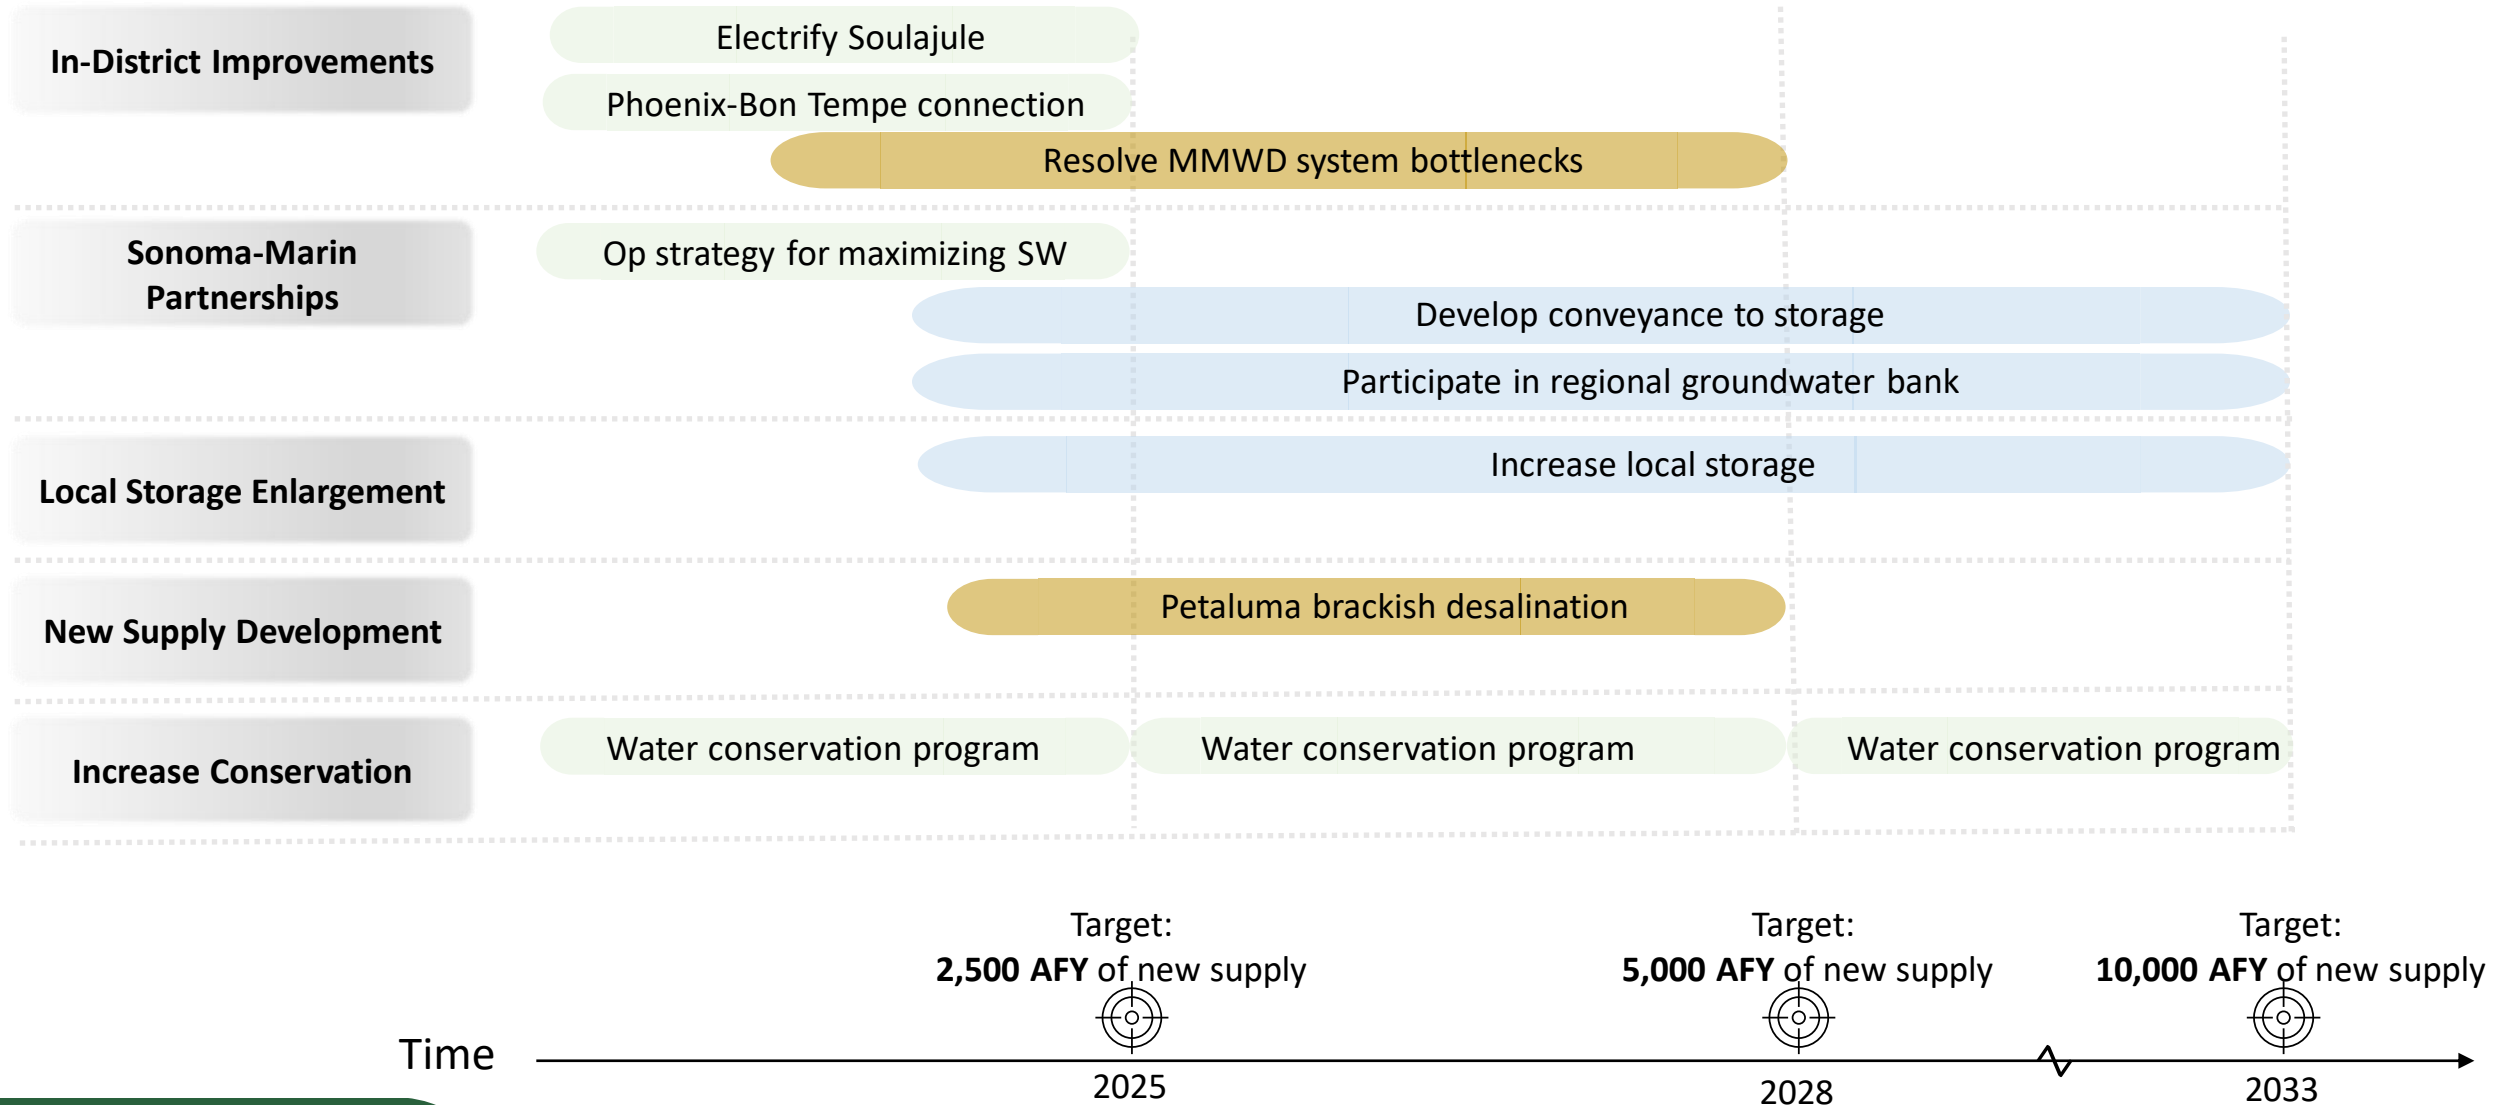 In-District Improvements
Electrify Soulajule
Phoenix-Bon Tempe connection
Resolve MMWD system bottlenecks
Sonoma-Marin
Partnerships
Op strategy for maximizing SW
Develop conveyance to storage
Participate in regional groundwater bank
Local Storage Enlargement
Increase local storage
New Supply Development
Petaluma brackish desalination
Increase Conservation
Water conservation program
Water conservation program
Water conservation program
Target:
2,500 AFY of new supply
Target:
5,000 AFY of new supply
Target:
10,000 AFY of new supply
Time
2025
2028
2033